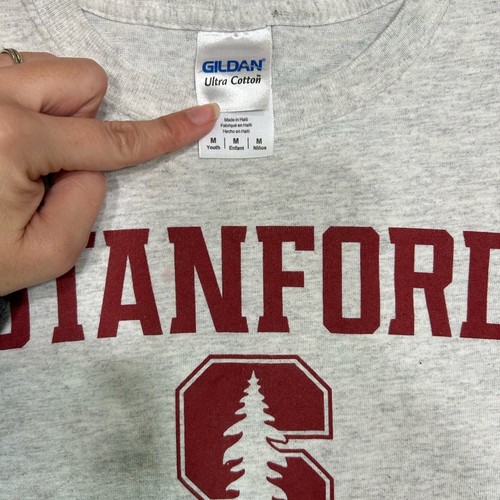 GILDAN®
Ultra Cotton®
Made in Haiti
Fabriqué en Haïti
Hecho en Haití
M | M | M
Youth | Enfant | Niños
STANFORD